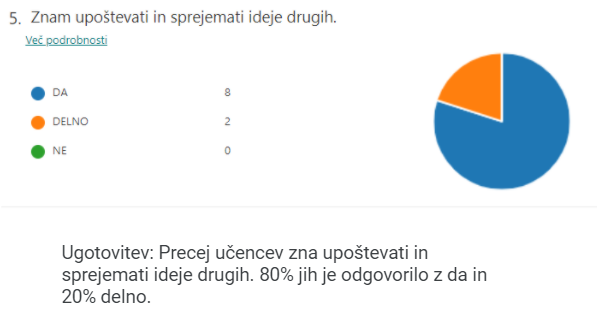 5. Znam upoštevati in sprejemati ideje drugih.
Več podrobnosti
DA 8
DELNO 2
NE 0
Ugotovitev: Precej učencev zna upoštevati in
sprejemati ideje drugih. 80% jih je odgovorilo z da in
20% delno.